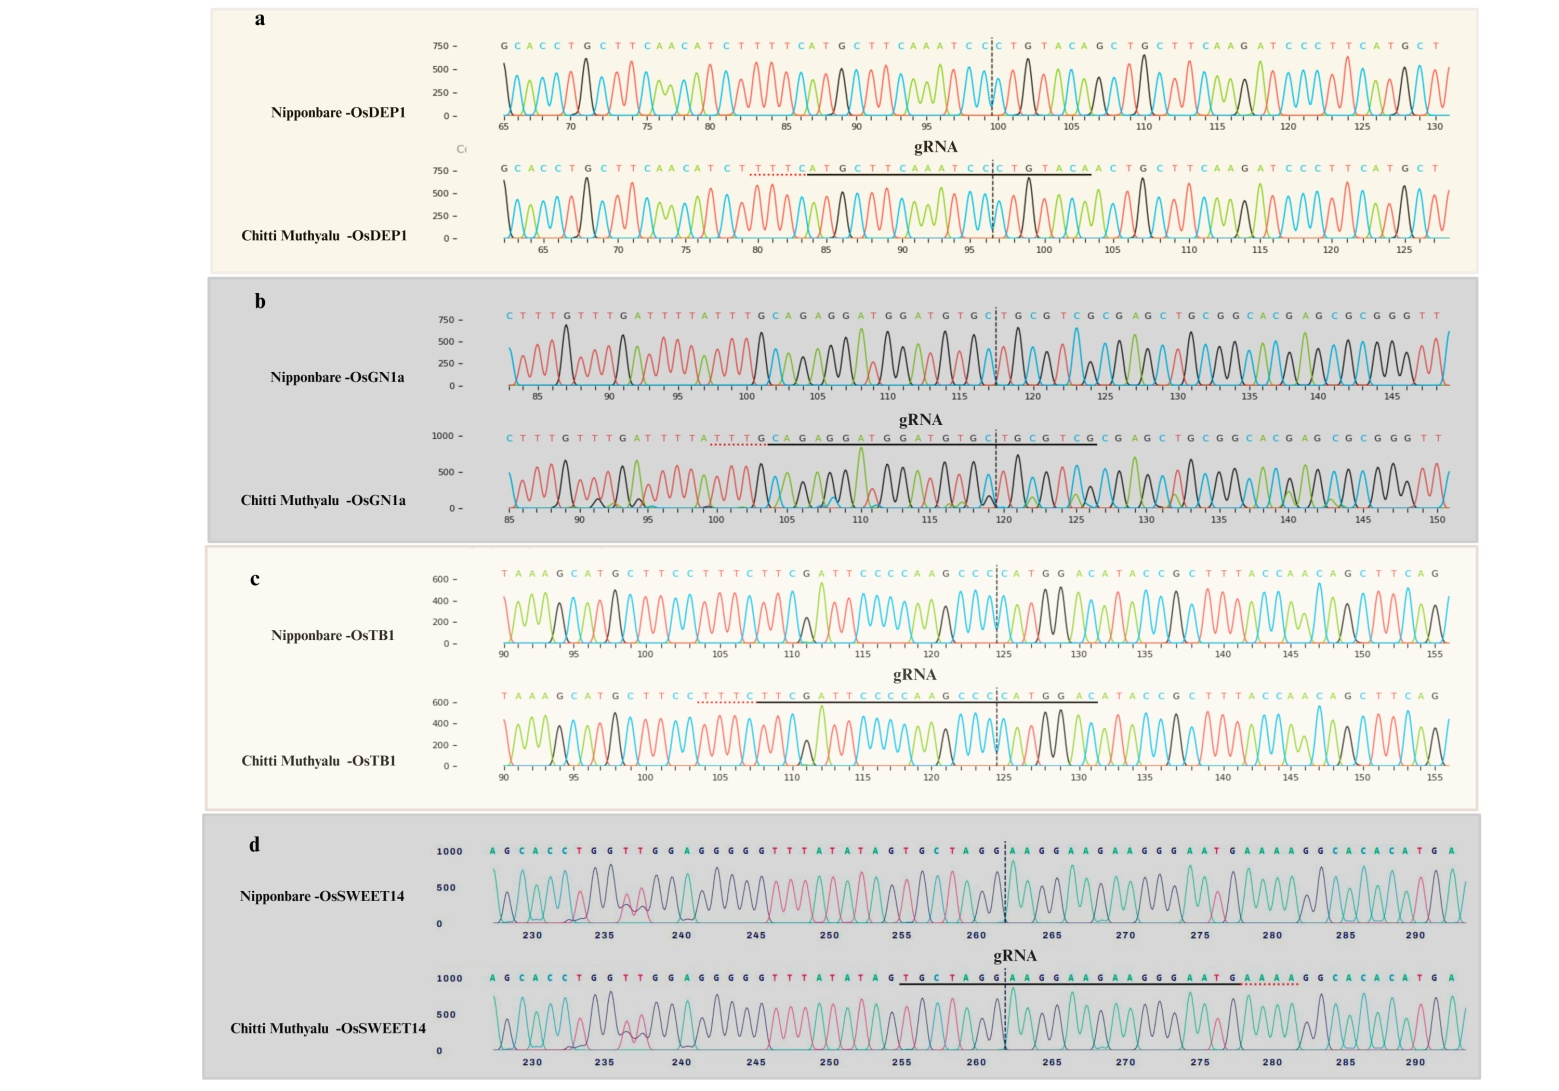 a
750 – G C A C C T G C T T C A A C A T C T T T T C A T G C T T C A A A T C C C T G T A C A G C T G C T T C A A G A T C C C T T C A T G C T
500 –
250 –
Nipponbare -OsDEP1
0 –
65 70 75 80 85 90 95 100 105 110 115 120 125 130
gRNA
750 – G C A C C T G C T T C A A C A T C T T T T C A T G C T T C A A A T C C C T G T A C A A C T G C T T C A A G A T C C C T T C A T G C T
500 –
250 –
Chitti Muthyalu -OsDEP1
0 –
65 70 75 80 85 90 95 100 105 110 115 120 125
b
750 – C T T T G T T T G A T T T T A T T T G C A G A G G A T G G A T G T G C T G C G T C G C G A G C T G C G G C A C G A G C G C G G G T T
500 –
250 –
Nipponbare -OsGN1a
0 –
85 90 95 100 105 110 115 120 125 130 135 140 145
gRNA
1000 – C T T T G T T T G A T T T T A T T T G C A G A G G A T G G A T G T G C T G C G T C G C G A G C T G C G G C A C G A G C G C G G G T T
500 –
Chitti Muthyalu -OsGN1a
0 –
85 90 95 100 105 110 115 120 125 130 135 140 145 150
c
T A A A G C A T G C T T C C T T T C T T C G A T T C C C C A A G C C C C A T G G A C A T A C C G C T T T A C C A A C A G C T T C A G
600 –
400 –
200 –
Nipponbare -OsTB1
0 –
90 95 100 105 110 115 120 125 130 135 140 145 150 155
gRNA
T A A A G C A T G C T T C C T T T C T T C G A T T C C C C A A G C C C C A T G G A C A T A C C G C T T T A C C A A C A G C T T C A G
600 –
400 –
200 –
Chitti Muthyalu -OsTB1
0 –
90 95 100 105 110 115 120 125 130 135 140 145 150 155
d
1000 A G C A C C T G G T T G G A G G G G G T T T A T A T A G T G C T A G G A A G G A A G A A G G G A A T G A A A A G G C A C A C A T G A
500
Nipponbare -OsSWEET14
0
230 235 240 245 250 255 260 265 270 275 280 285 290
gRNA
1000 A G C A C C T G G T T G G A G G G G G T T T A T A T A G T G C T A G G A A G G A A G A A G G G A A T G A A A A G G C A C A C A T G A
500
Chitti Muthyalu -OsSWEET14
0
230 235 240 245 250 255 260 265 270 275 280 285 290